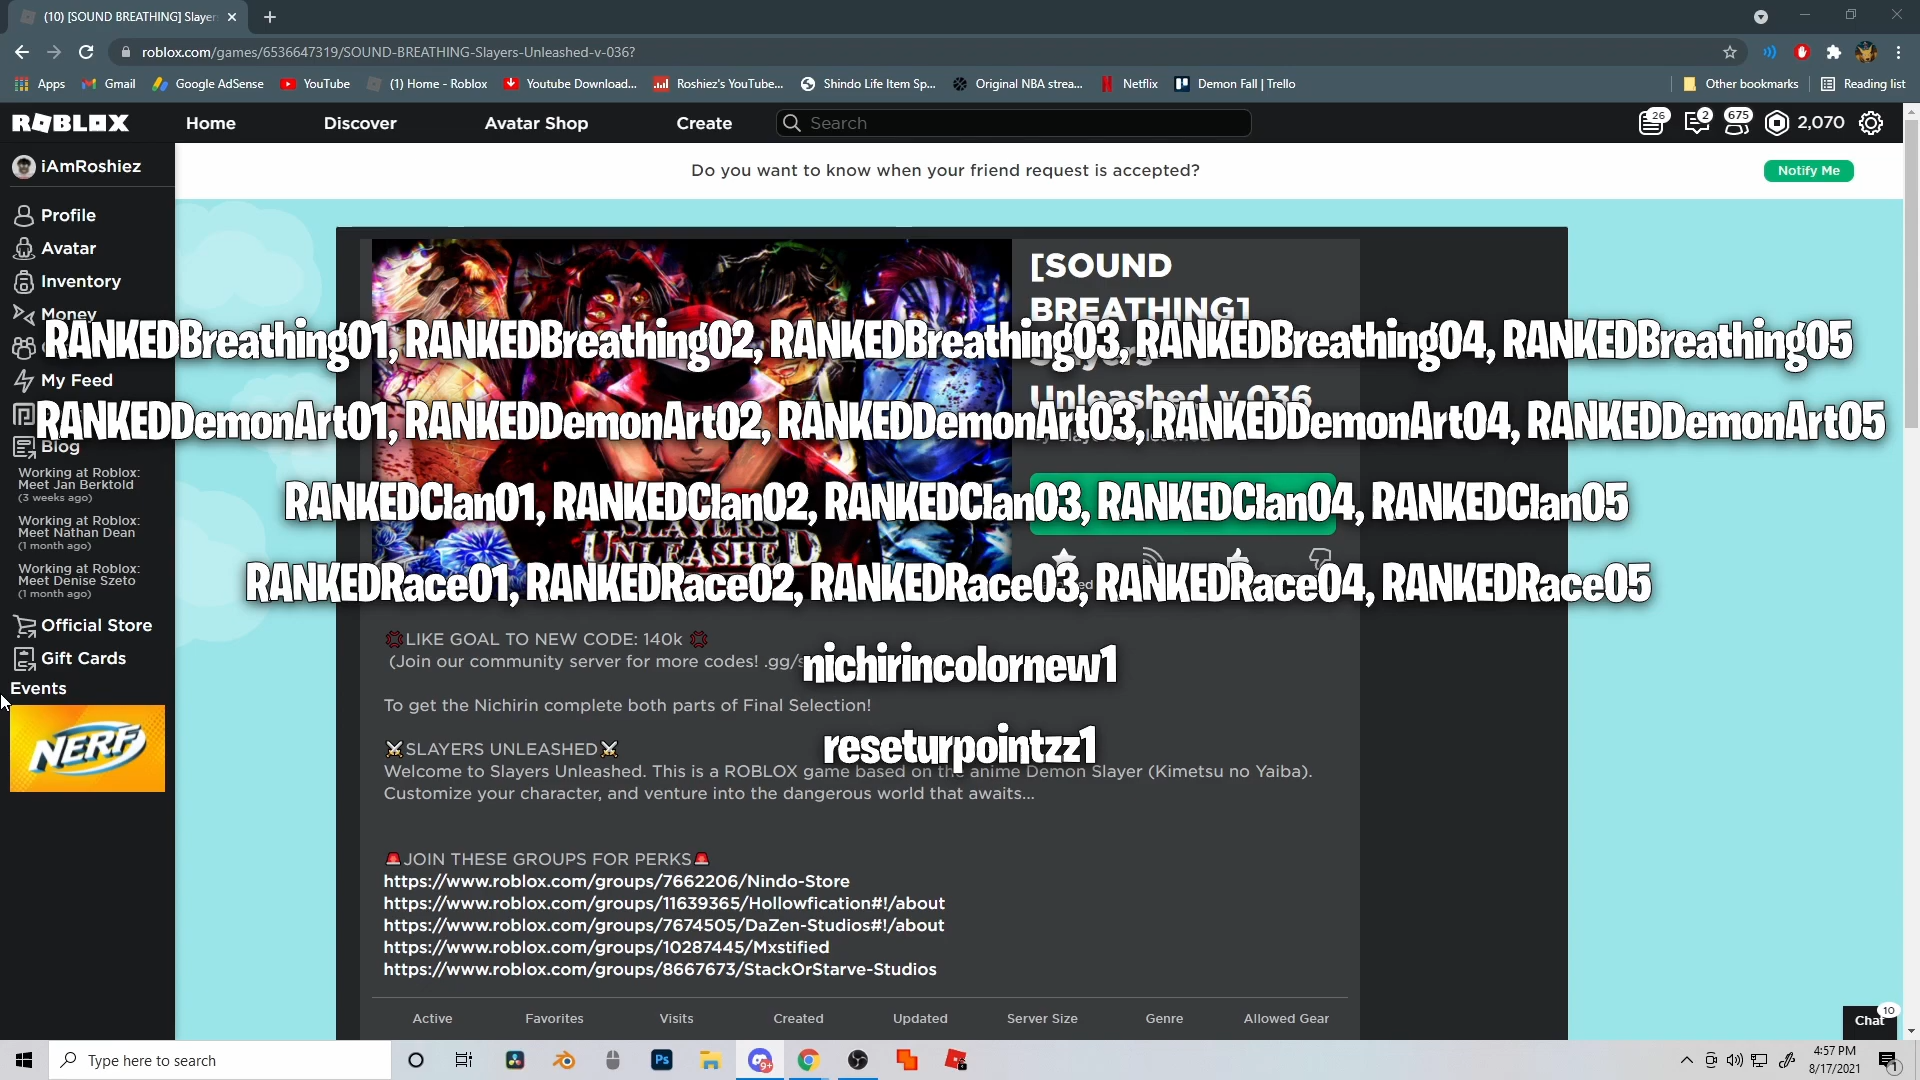 (10) [SOUND BREATHING] Slayer
roblox.com/games/6536647319/SOUND-BREATHING-Slayers-Unleashed-v-036?
Apps Gmail Google AdSense YouTube (1) Home - Roblox Youtube Download... Roshiez's YouTube... Shindo Life Item Sp... Original NBA strea... Netflix Demon Fall | Trello Other bookmarks Reading list
ROBLOX Home Discover Avatar Shop Create Search 26 2 675 2,070
iAmRoshiez
Do you want to know when your friend request is accepted? Notify Me
Profile
Avatar
Inventory
Money
My Feed
Blog
Working at Roblox:
Meet Jan Berktold
(3 weeks ago)
Working at Roblox:
Meet Nathan Dean
(1 month ago)
Working at Roblox:
Meet Denise Szeto
(1 month ago)
Official Store
Gift Cards
Events
NERF
[SOUND
BREATHING]
Slayers
Unleashed v.036
SLAYERS
UNLEASHED
RANKEDBreathing01, RANKEDBreathing02, RANKEDBreathing03, RANKEDBreathing04, RANKEDBreathing05
RANKEDDemonArt01, RANKEDDemonArt02, RANKEDDemonArt03, RANKEDDemonArt04, RANKEDDemonArt05
RANKEDClan01, RANKEDClan02, RANKEDClan03, RANKEDClan04, RANKEDClan05
RANKEDRace01, RANKEDRace02, RANKEDRace03, RANKEDRace04, RANKEDRace05
nichirincolornew1
reseturpointzz1
💢LIKE GOAL TO NEW CODE: 140k 💢
(Join our community server for more codes! .gg/s
To get the Nichirin complete both parts of Final Selection!
⚔️SLAYERS UNLEASHED⚔️
Welcome to Slayers Unleashed. This is a ROBLOX game based on the anime Demon Slayer (Kimetsu no Yaiba).
Customize your character, and venture into the dangerous world that awaits...
🚨JOIN THESE GROUPS FOR PERKS🚨
https://www.roblox.com/groups/7662206/Nindo-Store
https://www.roblox.com/groups/11639365/Hollowfication#!/about
https://www.roblox.com/groups/7674505/DaZen-Studios#!/about
https://www.roblox.com/groups/10287445/Mxstified
https://www.roblox.com/groups/8667673/StackOrStarve-Studios
Active Favorites Visits Created Updated Server Size Genre Allowed Gear
Chat 10
Type here to search
Ps
9+
4:57 PM
8/17/2021
1